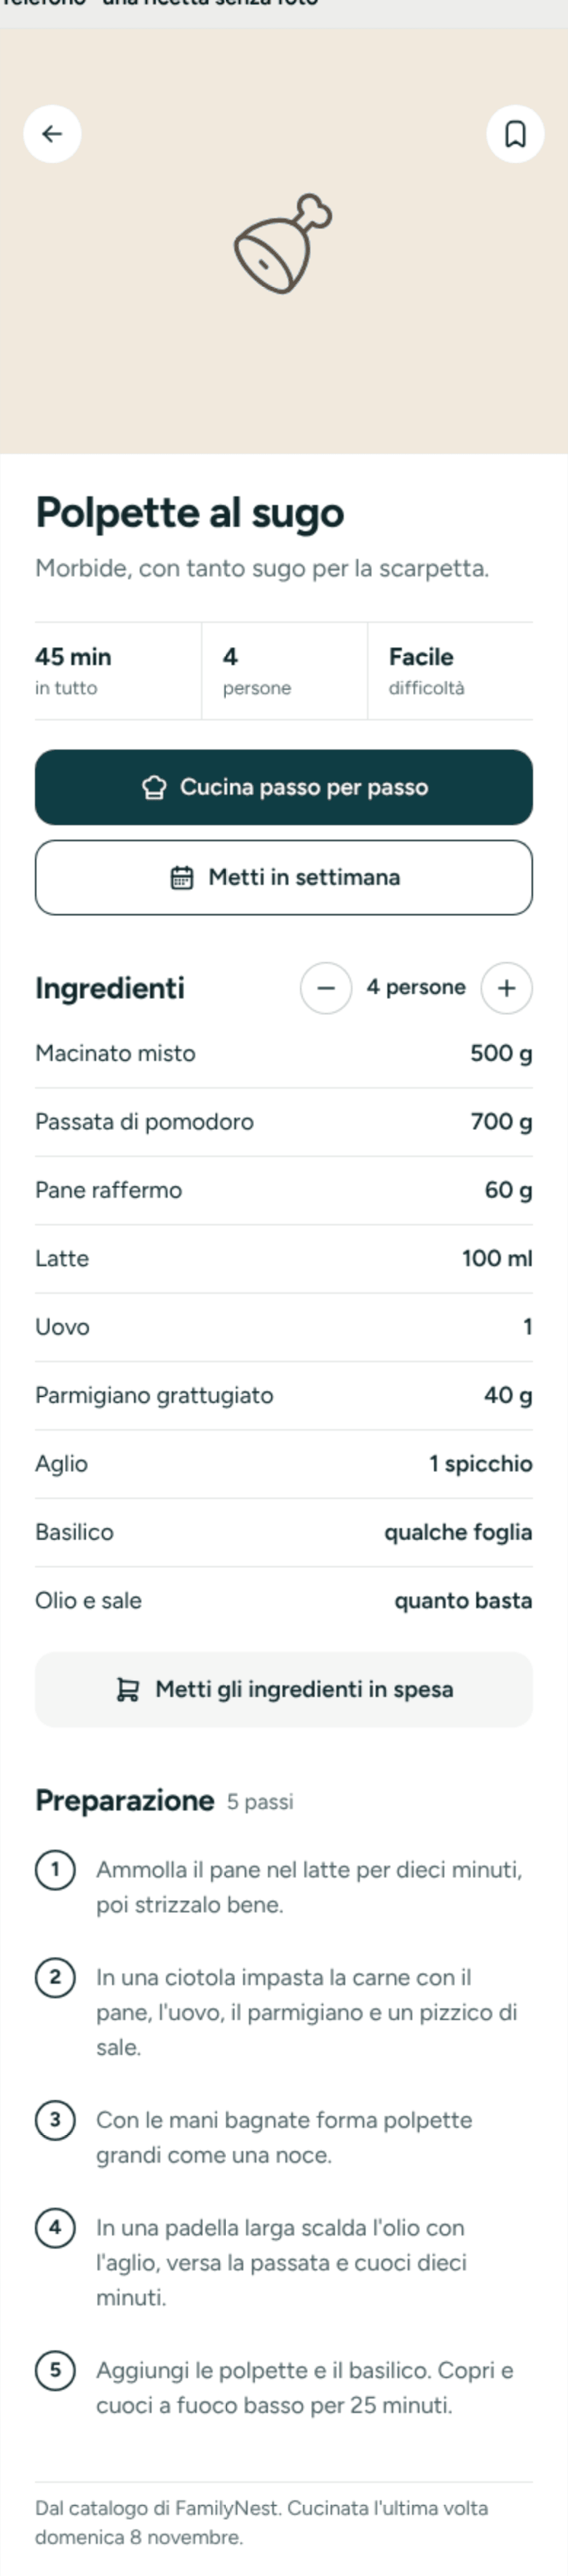 Telefono · una ricetta senza foto
Polpette al sugo
Morbide, con tanto sugo per la scarpetta.
45 min
in tutto
4
persone
Facile
difficoltà
Cucina passo per passo
Metti in settimana
Ingredienti
4 persone
Macinato misto 500 g
Passata di pomodoro 700 g
Pane raffermo 60 g
Latte 100 ml
Uovo 1
Parmigiano grattugiato 40 g
Aglio 1 spicchio
Basilico qualche foglia
Olio e sale quanto basta
Metti gli ingredienti in spesa
Preparazione 5 passi
1 Ammolla il pane nel latte per dieci minuti,
poi strizzalo bene.
2 In una ciotola impasta la carne con il
pane, l'uovo, il parmigiano e un pizzico di
sale.
3 Con le mani bagnate forma polpette
grandi come una noce.
4 In una padella larga scalda l'olio con
l'aglio, versa la passata e cuoci dieci
minuti.
5 Aggiungi le polpette e il basilico. Copri e
cuoci a fuoco basso per 25 minuti.
Dal catalogo di FamilyNest. Cucinata l'ultima volta
domenica 8 novembre.